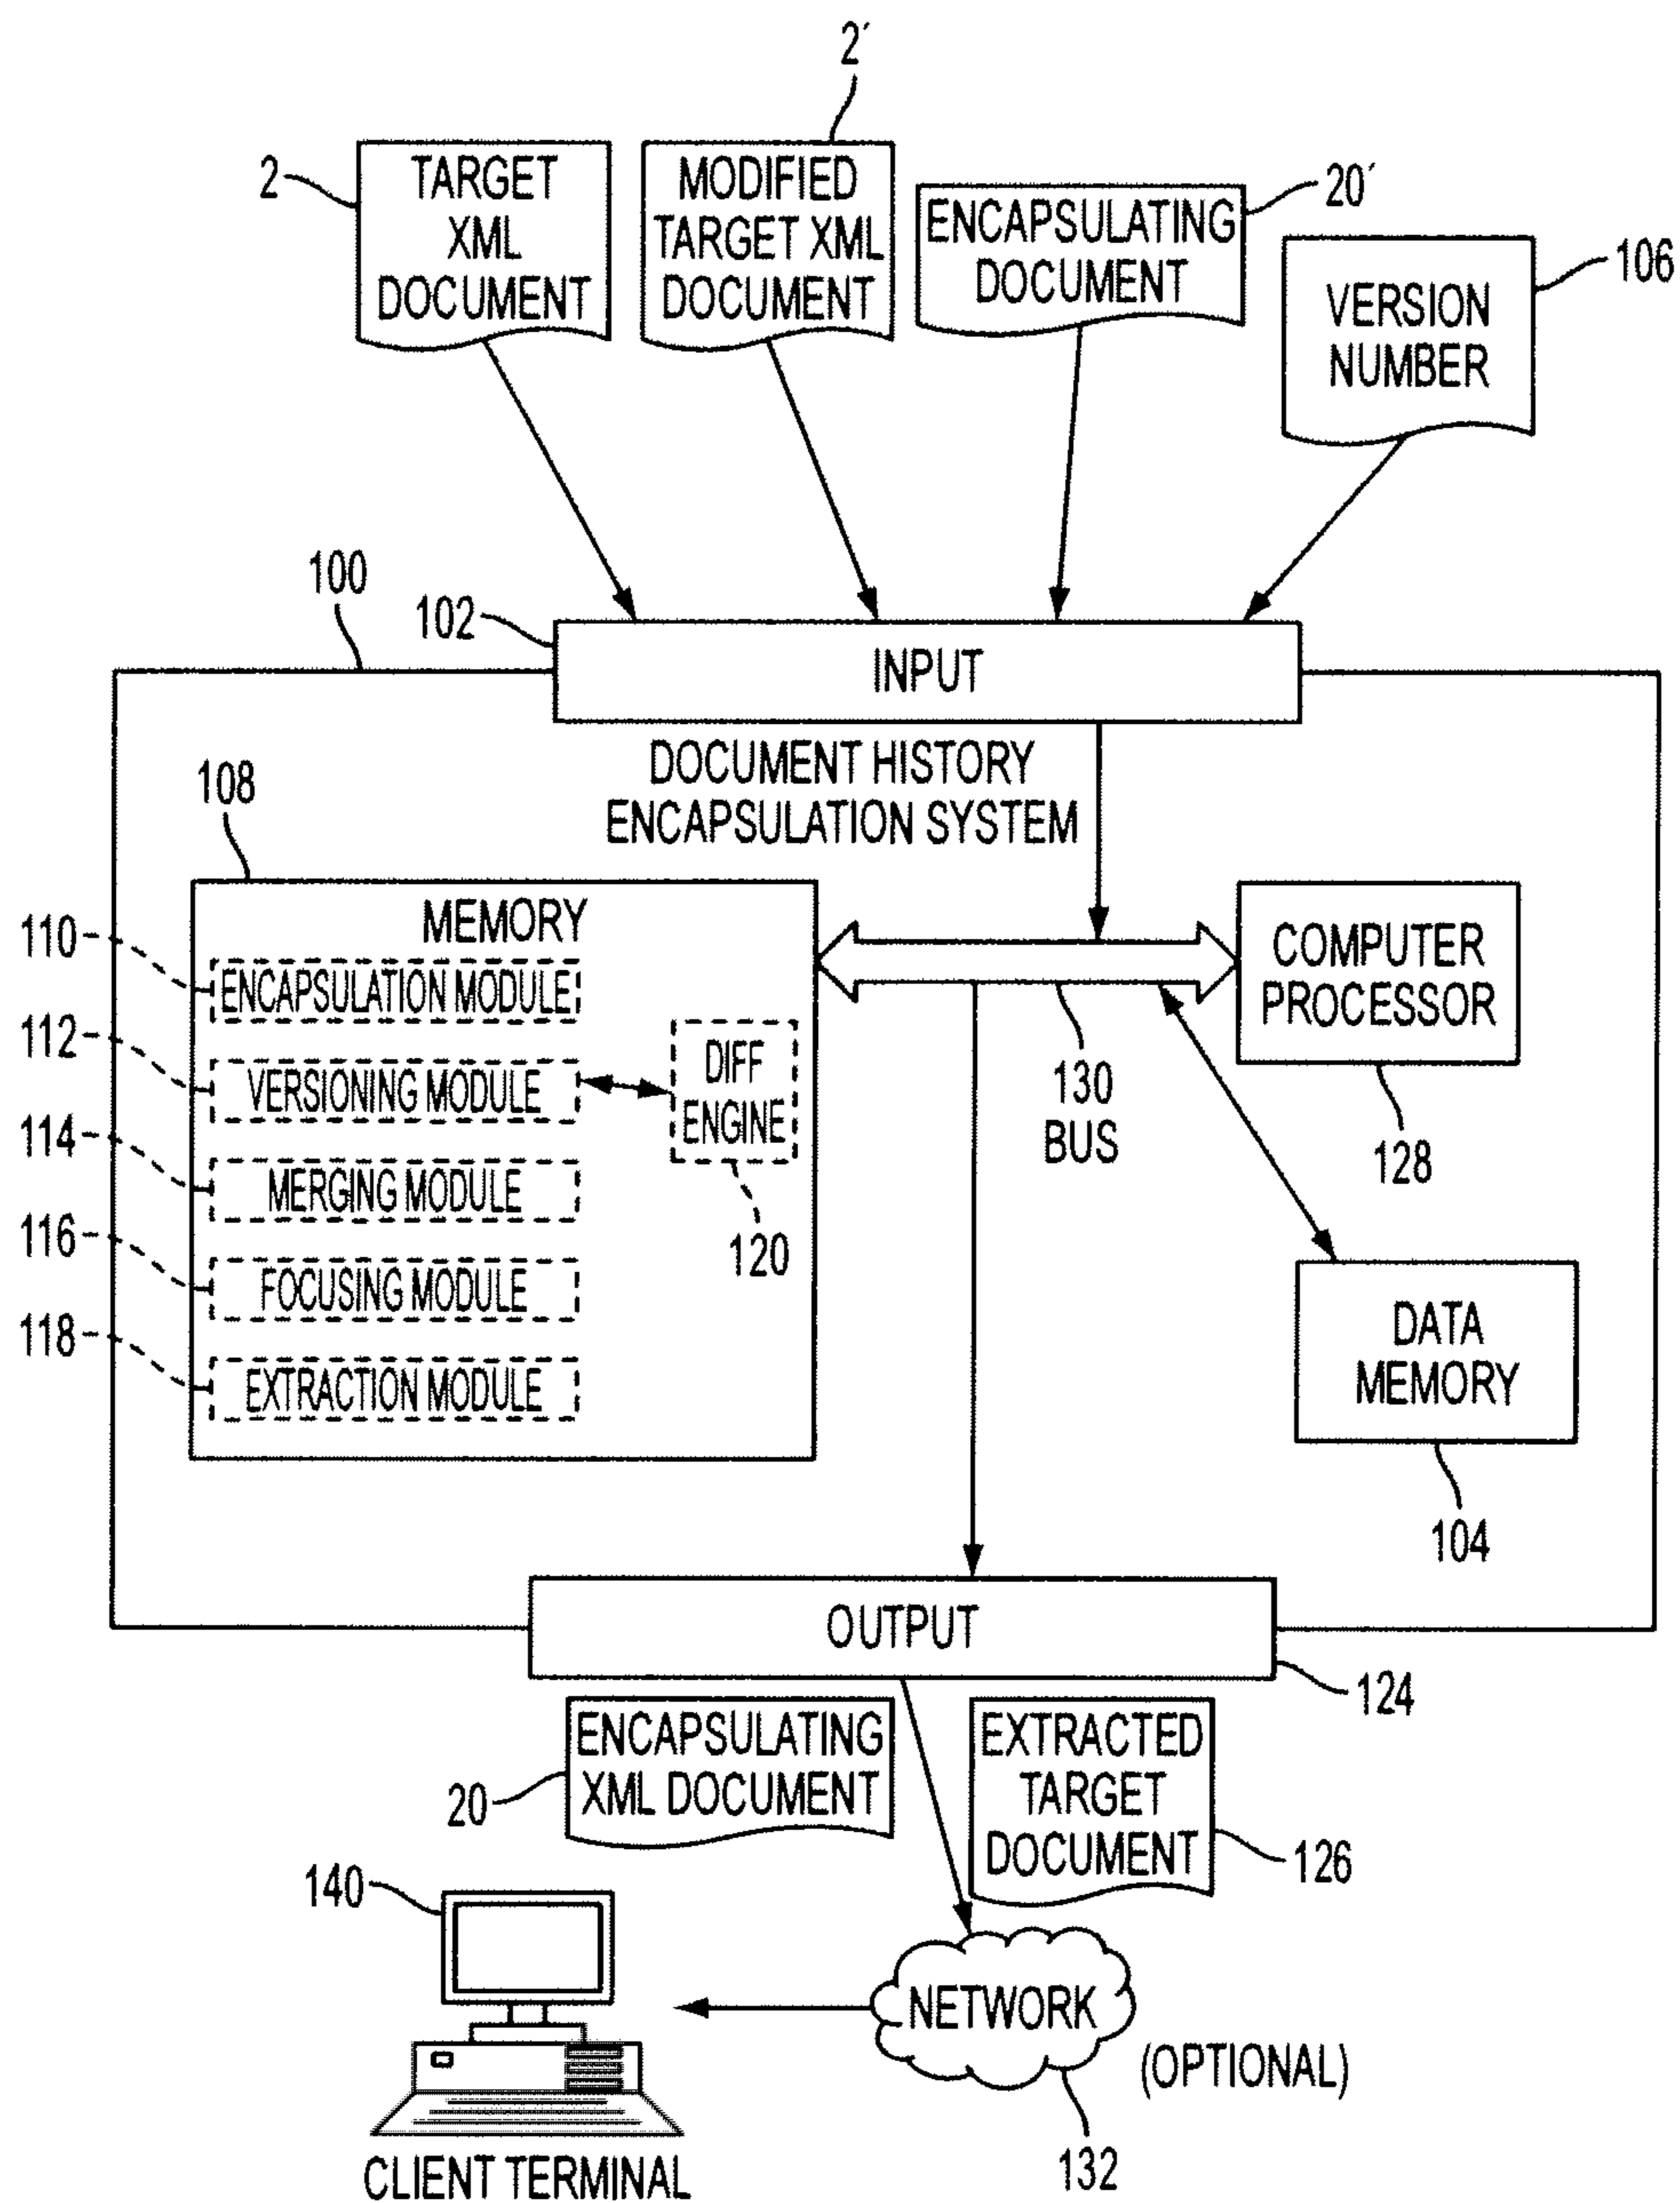 2′
2
TARGET
XML
DOCUMENT
MODIFIED
TARGET XML
DOCUMENT
ENCAPSULATING
DOCUMENT
20′
VERSION
NUMBER
106
100
102
INPUT
DOCUMENT HISTORY
ENCAPSULATION SYSTEM
108
MEMORY
110
ENCAPSULATION MODULE
112
VERSIONING MODULE
114
MERGING MODULE
116
FOCUSING MODULE
118
EXTRACTION MODULE
DIFF
ENGINE
120
130
BUS
COMPUTER
PROCESSOR
128
DATA
MEMORY
104
OUTPUT
124
ENCAPSULATING
XML DOCUMENT
20
EXTRACTED
TARGET
DOCUMENT
126
140
NETWORK
(OPTIONAL)
132
CLIENT TERMINAL